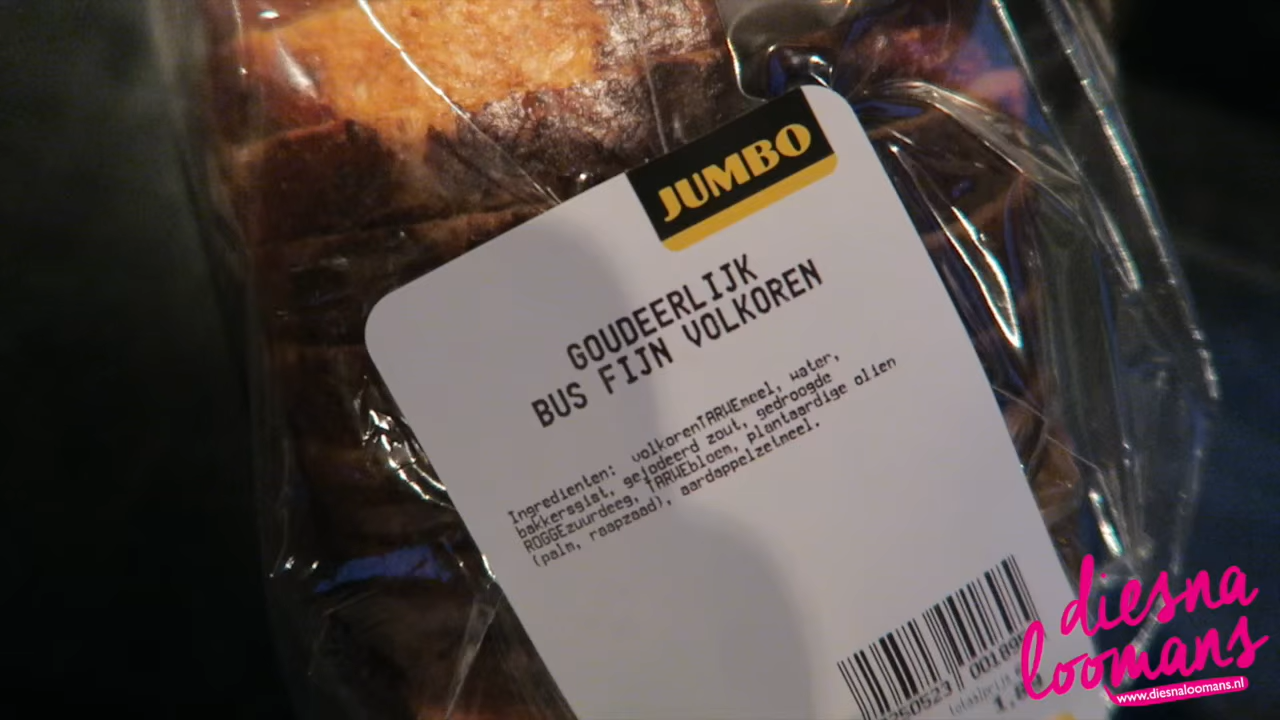 JUMBO
GOUDEERLIJK
BUS FIJN VOLKOREN
Ingredienten: volkorenTARWEmeel, water,
bakkersgist, gejodeerd zout, gedroogde
ROGGEzuurdeeg, TARWEbloem, plantaardige olien
(palm, raapzaad), aardappelzetmeel.
diesna
loomans
www.diesnaloomans.nl